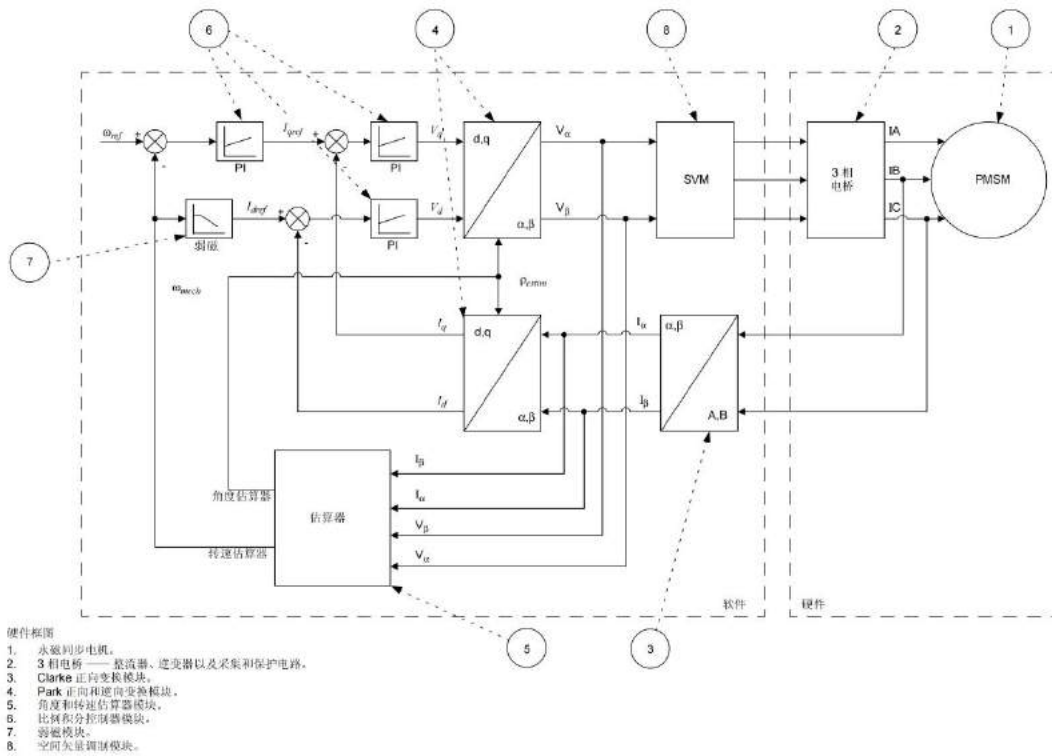 6 4 8 2 1
ωref + - PI Iqref + - PI Vq d,q α,β Vα SVM 3 相 电桥 IA IB IC PMSM
Vβ
Idref + - PI Vd
弱磁
7
ωmech
ρcmm
Iq d,q α,β Iα α,β A,B
Id Iβ
Iβ
角度估算器 估算器 Iα
Vβ
转速估算器 Vα
软件 硬件
5 3
硬件框图
1. 永磁同步电机。
2. 3 相电桥 —— 整流器、逆变器以及采集和保护电路。
3. Clarke 正向变换模块。
4. Park 正向和逆向变换模块。
5. 角度和转速估算器模块。
6. 比例积分控制器模块。
7. 弱磁模块。
8. 空间矢量调制模块。